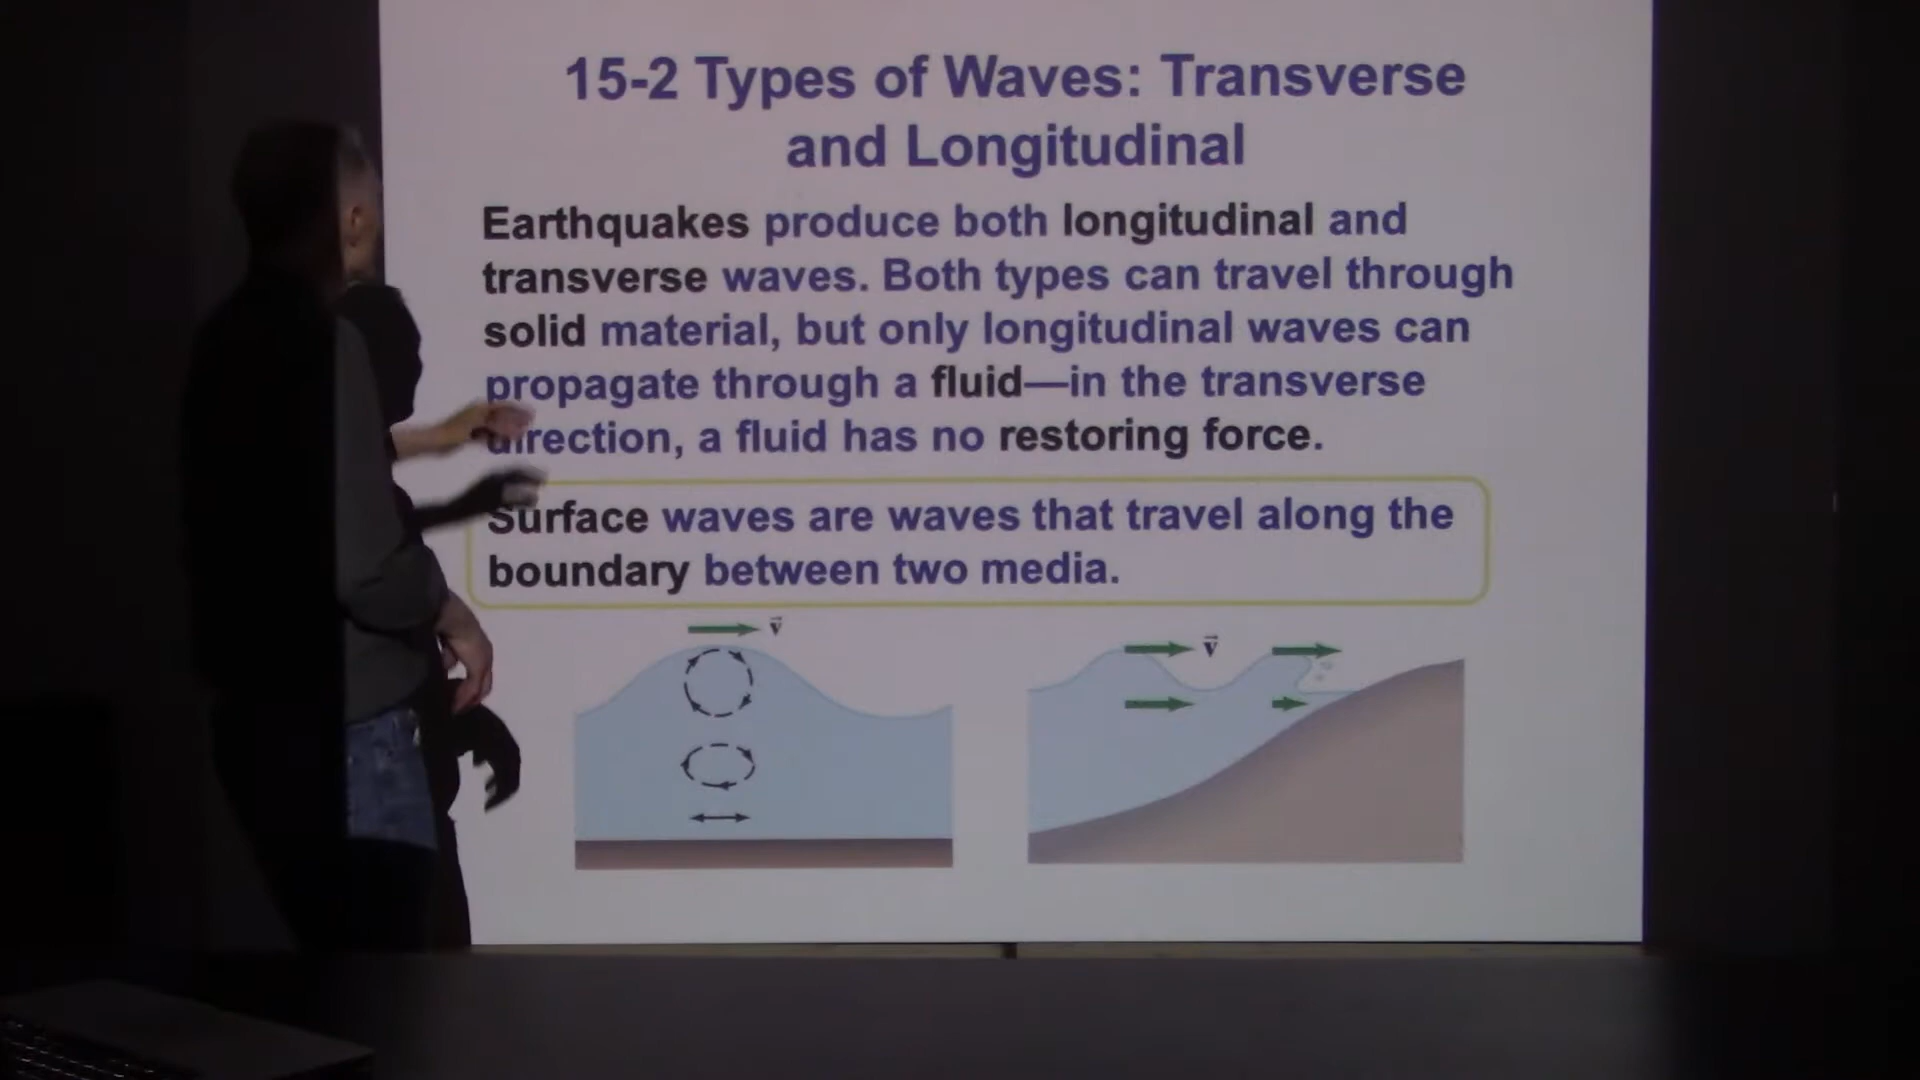 15-2 Types of Waves: Transverse
and Longitudinal
Earthquakes produce both longitudinal and
transverse waves. Both types can travel through
solid material, but only longitudinal waves can
propagate through a fluid—in the transverse
direction, a fluid has no restoring force.
Surface waves are waves that travel along the
boundary between two media.
v
v